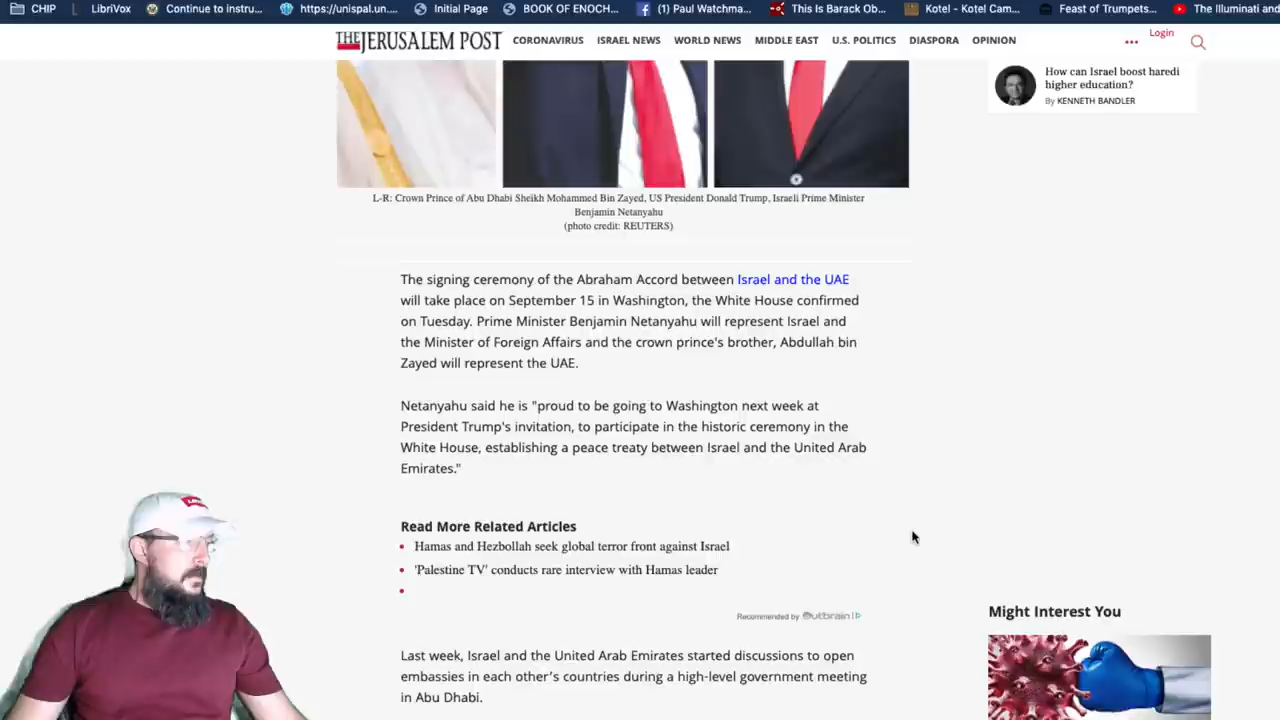 CHIP
LibriVox
Continue to instru...
https://unispal.un....
Initial Page
BOOK OF ENOCH...
(1) Paul Watchma...
This Is Barack Ob...
Kotel - Kotel Cam...
Feast of Trumpets...
The Illuminati and
THE JERUSALEM POST
CORONAVIRUS ISRAEL NEWS WORLD NEWS MIDDLE EAST U.S. POLITICS DIASPORA OPINION
... Login
How can Israel boost haredi
higher education?
By KENNETH BANDLER
L-R: Crown Prince of Abu Dhabi Sheikh Mohammed Bin Zayed, US President Donald Trump, Israeli Prime Minister
Benjamin Netanyahu
(photo credit: REUTERS)
The signing ceremony of the Abraham Accord between Israel and the UAE
will take place on September 15 in Washington, the White House confirmed
on Tuesday. Prime Minister Benjamin Netanyahu will represent Israel and
the Minister of Foreign Affairs and the crown prince's brother, Abdullah bin
Zayed will represent the UAE.
Netanyahu said he is "proud to be going to Washington next week at
President Trump's invitation, to participate in the historic ceremony in the
White House, establishing a peace treaty between Israel and the United Arab
Emirates."
Read More Related Articles
Hamas and Hezbollah seek global terror front against Israel
'Palestine TV' conducts rare interview with Hamas leader
Recommended by Outbrain
Last week, Israel and the United Arab Emirates started discussions to open
embassies in each other's countries during a high-level government meeting
in Abu Dhabi.
Might Interest You